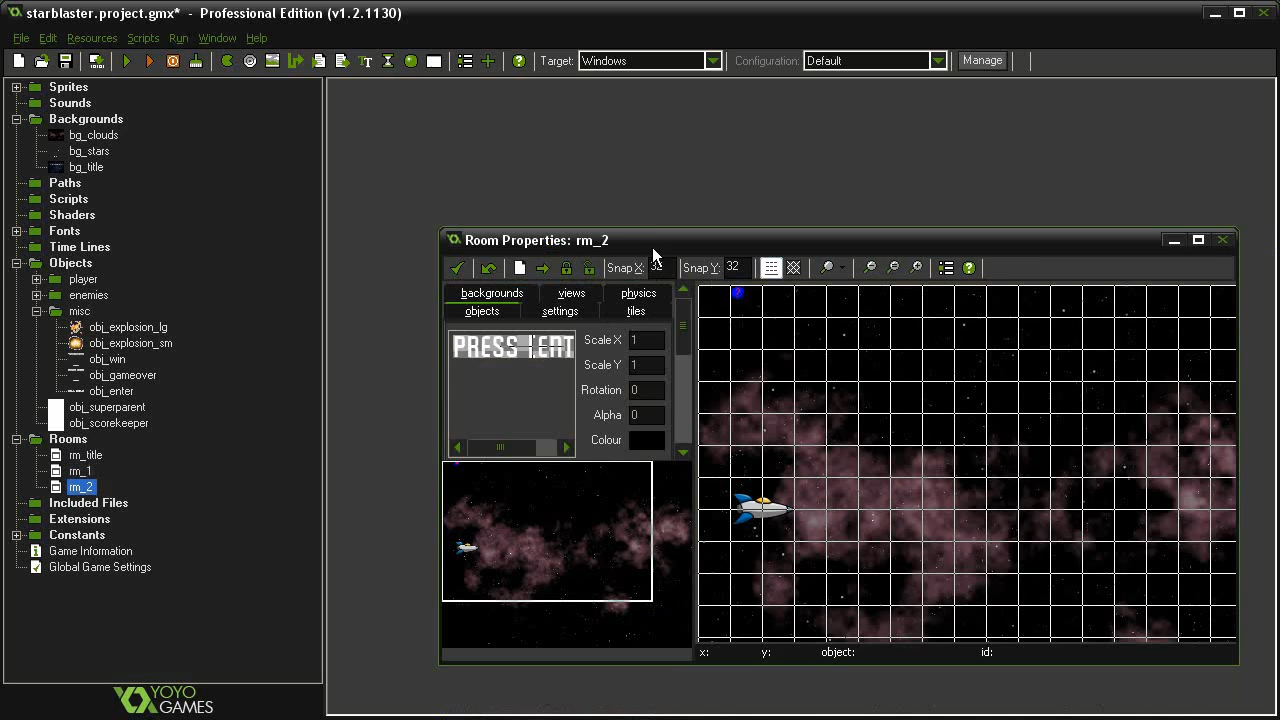 starblaster.project.gmx* - Professional Edition (v1.2.1130)
File Edit Resources Scripts Run Window Help
Target: Windows Configuration: Default Manage
Sprites
Sounds
Backgrounds
bg_clouds
bg_stars
bg_title
Paths
Scripts
Shaders
Fonts
Time Lines
Objects
player
enemies
misc
obj_explosion_lg
obj_explosion_sm
obj_win
obj_gameover
obj_enter
obj_superparent
obj_scorekeeper
Rooms
rm_title
rm_1
rm_2
Included Files
Extensions
Constants
Game Information
Global Game Settings
YOYO
GAMES
Room Properties: rm_2
Snap X: 32 Snap Y: 32
backgrounds views physics
objects settings tiles
PRESS ENT
Scale X 1
Scale Y 1
Rotation 0
Alpha 0
Colour
x: y: object: id: